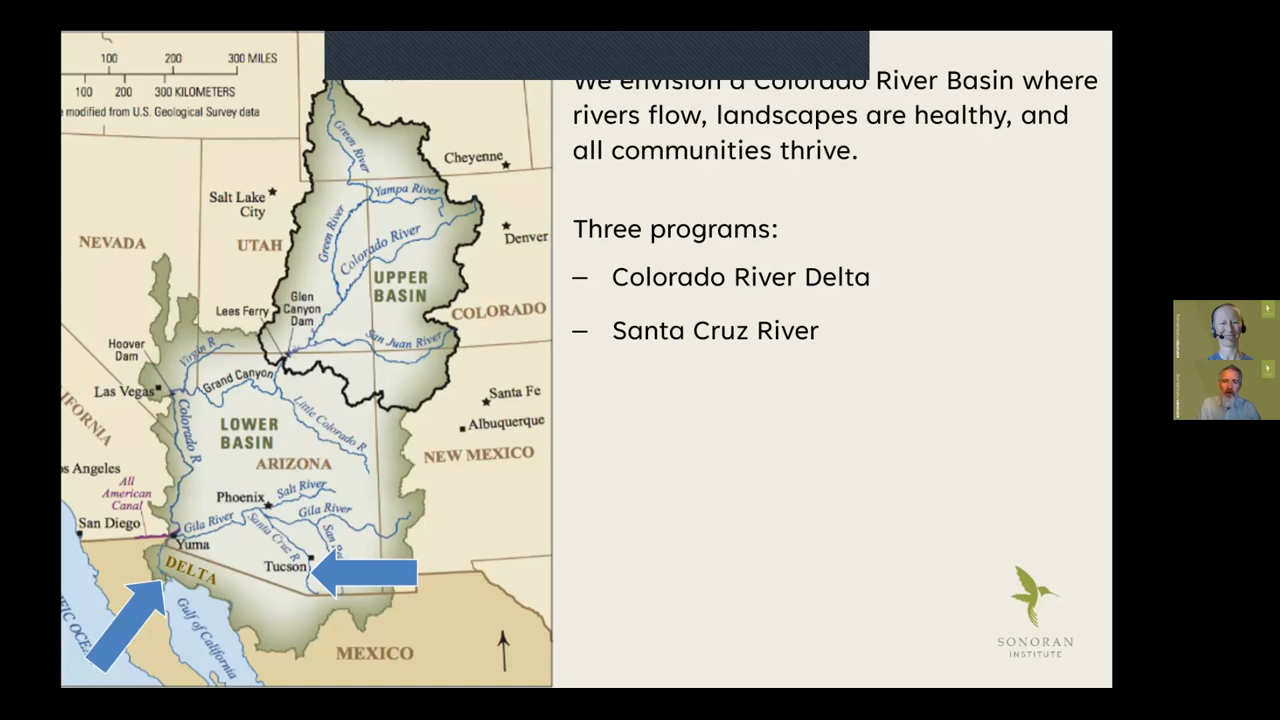 100 200 300 MILES
100 200 300 KILOMETERS
modified from U.S. Geological Survey data
Green River
Cheyenne
Yampa River
Salt Lake
City
Green River
Colorado River
Denver
NEVADA
UTAH
UPPER
BASIN
COLORADO
Lees Ferry
Glen
Canyon
Dam
San Juan River
Hoover
Dam
Virgin R
Grand Canyon
Las Vegas
Colorado R
Little Colorado R
Santa Fe
Albuquerque
IFORNIA
LOWER
BASIN
ARIZONA
NEW MEXICO
os Angeles
All
American
Canal
Phoenix
Salt River
San Diego
Gila River
Gila River
Santa Cruz R
San
Yuma
Tucson
DELTA
Gulf of California
MEXICO
We envision a Colorado River Basin where
rivers flow, landscapes are healthy, and
all communities thrive.
Three programs:
– Colorado River Delta
– Santa Cruz River
SONORAN
INSTITUTE